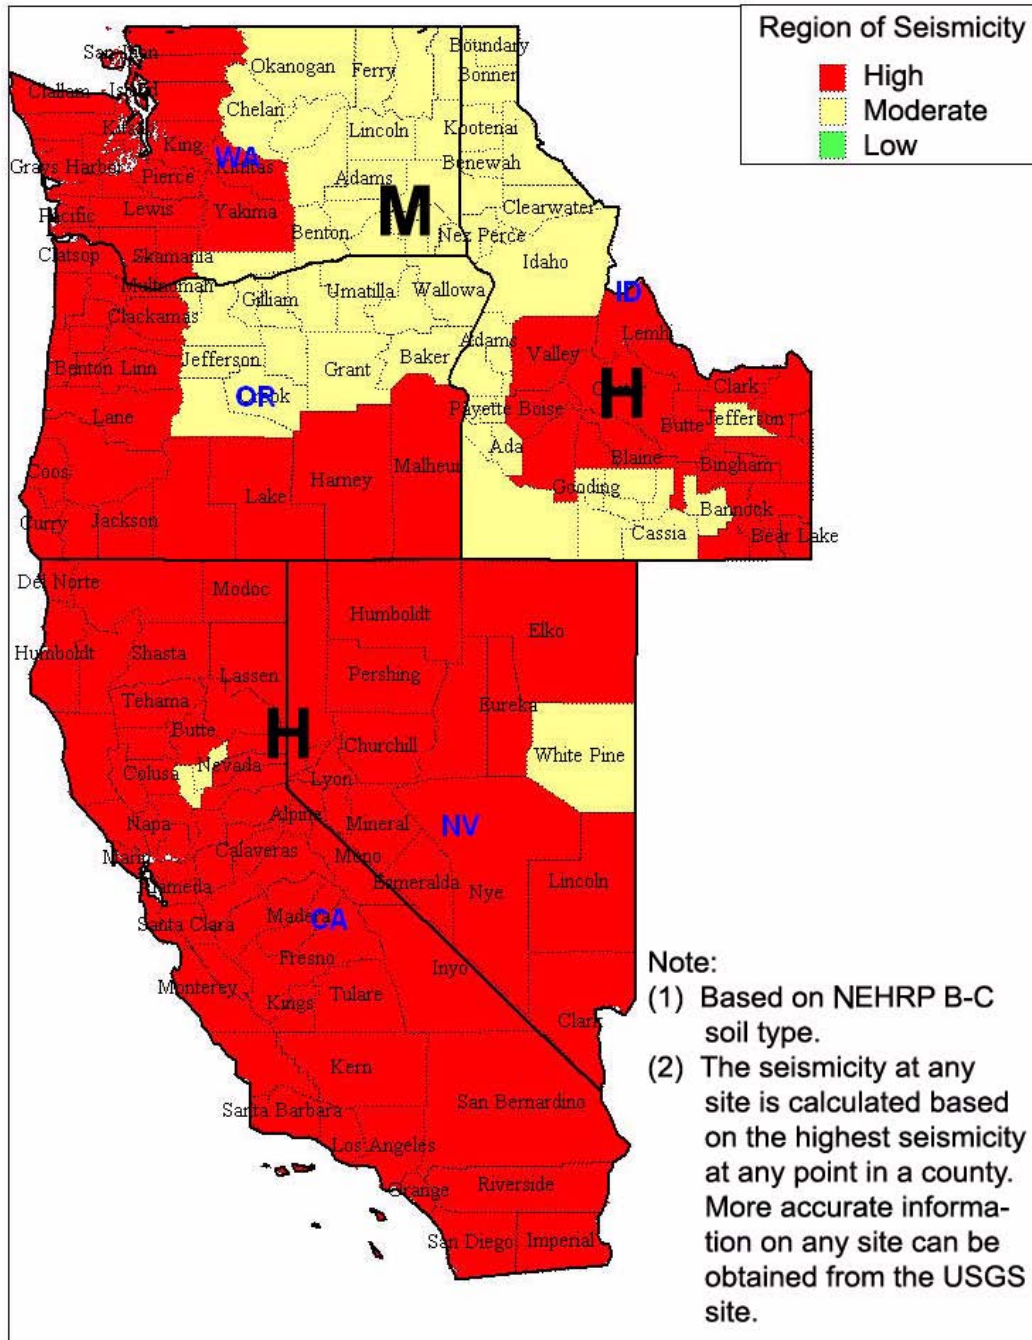 Region of Seismicity
High
Moderate
Low
San Juan
Okanogan
Ferry
Boundary
Bonner
Clallam
Island
Chelan
Kitsap
King
Lincoln
Kootenai
WA
Kittitas
Benewah
Grays Harbor
Pierce
Adams
Pacific
Lewis
Yakima
M
Clearwater
Benton
Nez Perce
Clatsop
Skamania
Idaho
Multnomah
Gilliam
Umatilla
Wallowa
ID
Clackamas
Lemhi
Jefferson
Baker
Adams
Valley
Benton
Linn
Grant
H
Clark
OR
Lane
Payette
Boise
Butte
Jefferson
Ada
Malheur
Blaine
Bingham
Coos
Harney
Lake
Gooding
Bannock
Curry
Jackson
Cassia
Bear Lake
Del Norte
Modoc
Humboldt
Elko
Humboldt
Shasta
Lassen
Pershing
Tehama
Eureka
Butte
H
Churchill
White Pine
Colusa
Nevada
Lyon
Napa
Alpine
Mineral
NV
Marin
Calaveras
Mono
Alameda
Esmeralda
Nye
Lincoln
Santa Clara
Madera
CA
Fresno
Inyo
Monterey
Kings
Tulare
Clark
Kern
San Bernardino
Santa Barbara
Los Angeles
Orange
Riverside
San Diego
Imperial
Note:
(1) Based on NEHRP B-C
soil type.
(2) The seismicity at any
site is calculated based
on the highest seismicity
at any point in a county.
More accurate informa-
tion on any site can be
obtained from the USGS
site.